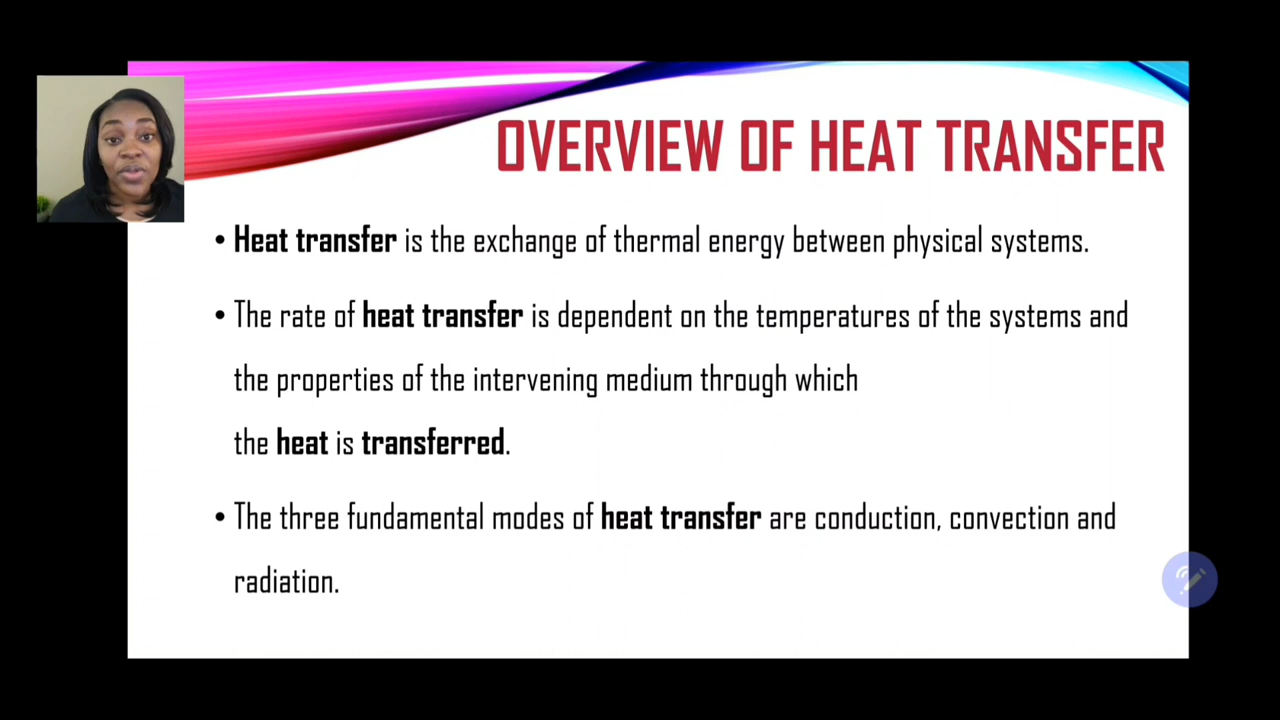 OVERVIEW OF HEAT TRANSFER
• Heat transfer is the exchange of thermal energy between physical systems.
• The rate of heat transfer is dependent on the temperatures of the systems and
the properties of the intervening medium through which
the heat is transferred.
• The three fundamental modes of heat transfer are conduction, convection and
radiation.